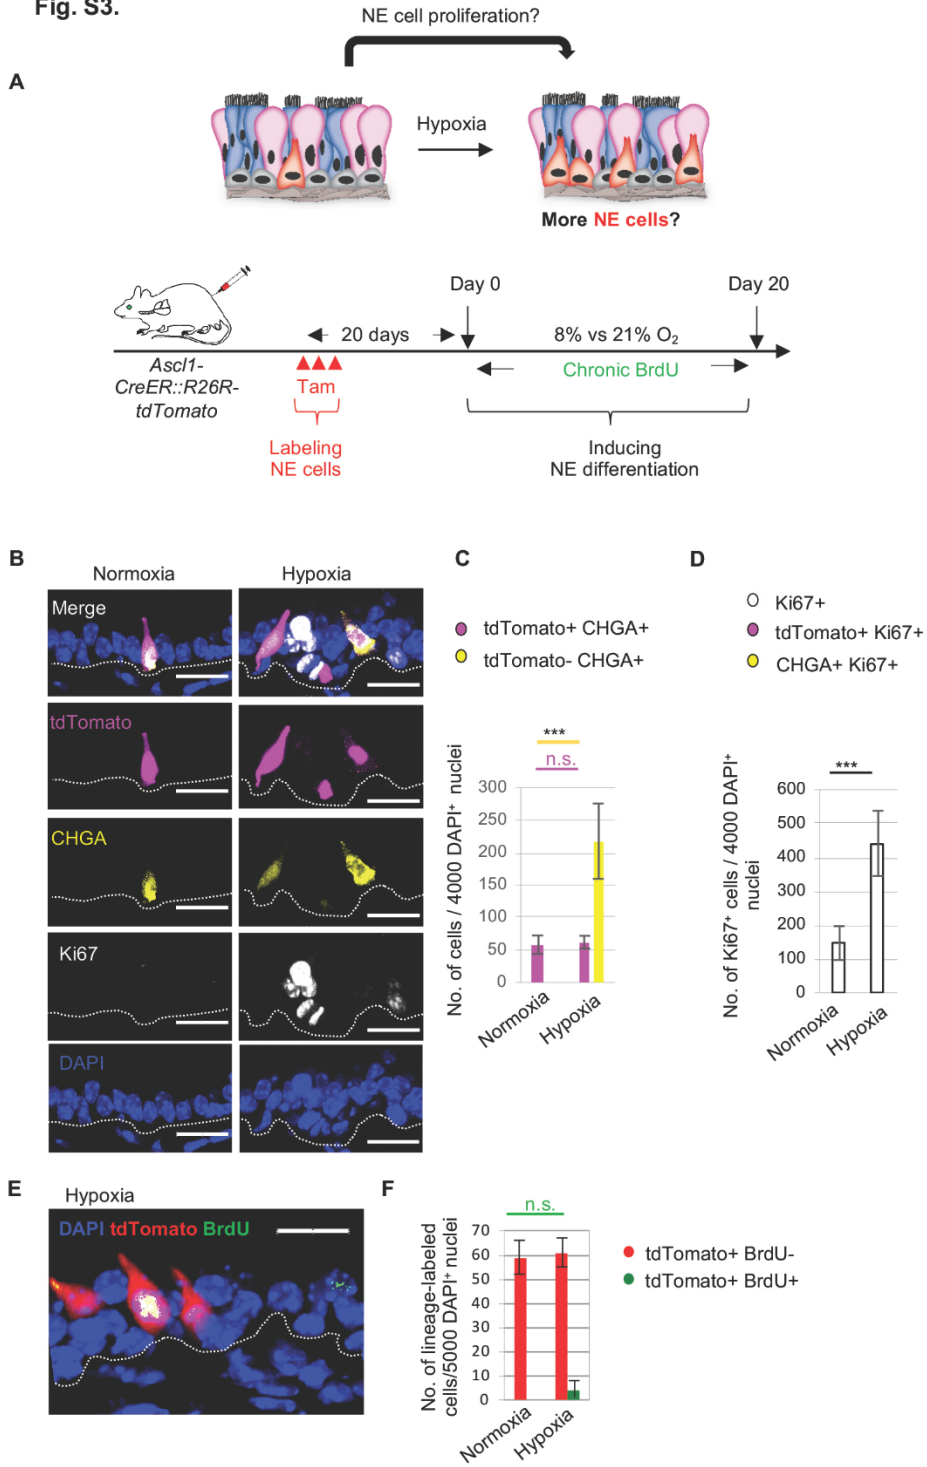 Fig. S3.
NE cell proliferation?
A
Hypoxia
More NE cells?
Day 0
Day 20
20 days
8% vs 21% O₂
Ascl1-
CreER::R26R-
tdTomato
Tam
Chronic BrdU
Labeling
NE cells
Inducing
NE differentiation
B
Normoxia
Hypoxia
Merge
tdTomato
CHGA
Ki67
DAPI
C
tdTomato+ CHGA+
tdTomato- CHGA+
***
n.s.
No. of cells / 4000 DAPI⁺ nuclei
300
250
200
150
100
50
0
Normoxia
Hypoxia
D
Ki67+
tdTomato+ Ki67+
CHGA+ Ki67+
***
No. of Ki67⁺ cells / 4000 DAPI⁺
nuclei
600
500
400
300
200
100
0
Normoxia
Hypoxia
E
Hypoxia
DAPI tdTomato BrdU
F
n.s.
No. of lineage-labeled
cells/5000 DAPI⁺ nuclei
70
60
50
40
30
20
10
0
Normoxia
Hypoxia
tdTomato+ BrdU-
tdTomato+ BrdU+